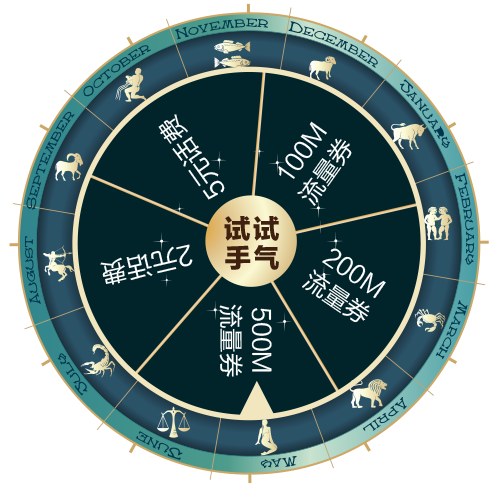 NOVEMBER
DECEMBER
JANUARY
FEBRUARY
MARCH
APRIL
MAY
JUNE
JULY
AUGUST
SEPTEMBER
OCTOBER
5元话费
100M
流量券
200M
流量券
500M
流量券
2元话费
试试
手气